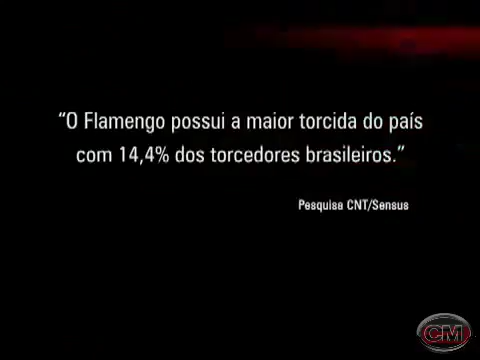 “O Flamengo possui a maior torcida do país
com 14,4% dos torcedores brasileiros.”
Pesquisa CNT/Sensus
CM